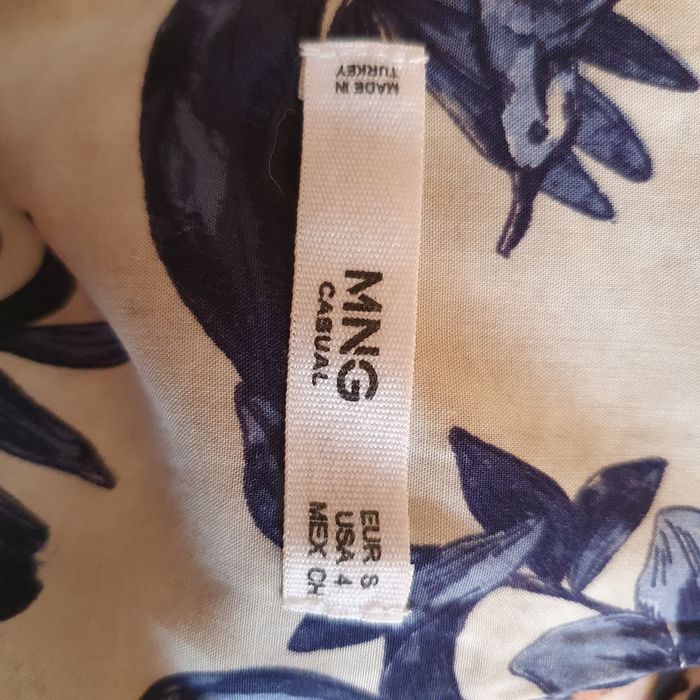 MADE IN
TURKEY
MNG
CASUAL
EUR S
USA 4
MEX CH